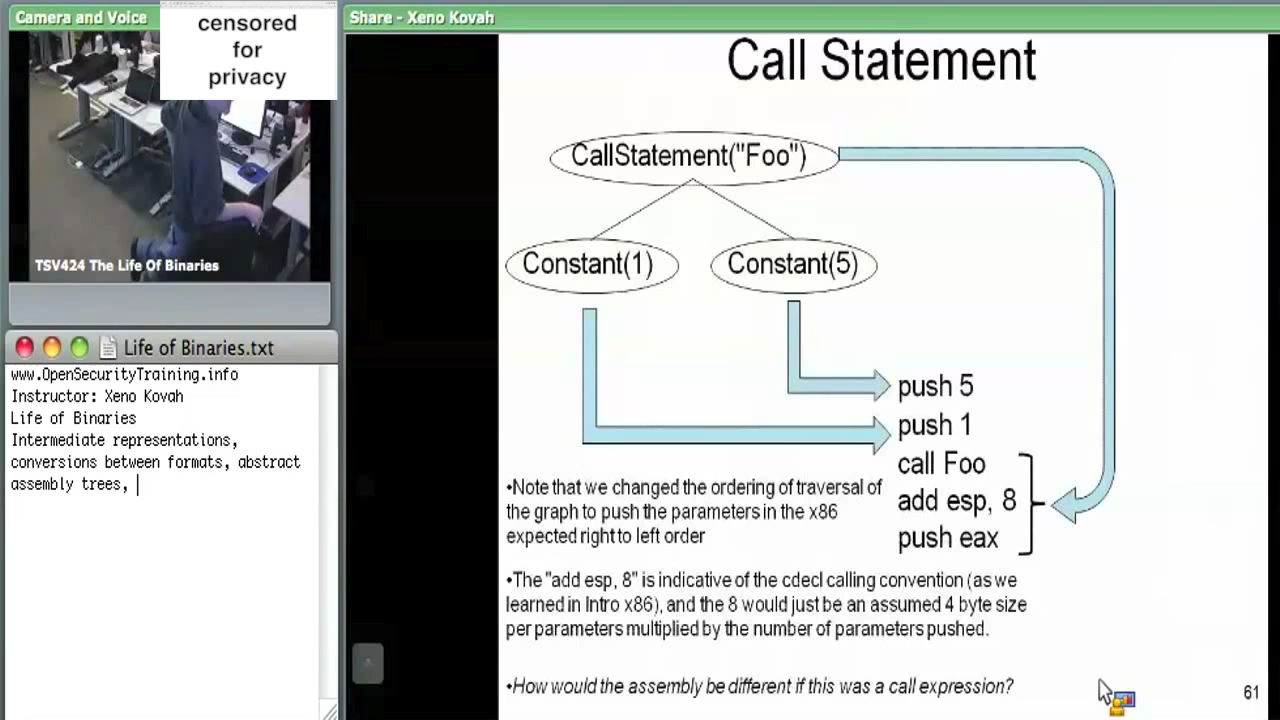 Camera and Voice
censored
for
privacy
TSV424 The Life Of Binaries
Life of Binaries.txt
www.OpenSecurityTraining.info
Instructor: Xeno Kovah
Life of Binaries
Intermediate representations,
conversions between formats, abstract
assembly trees,
Share - Xeno Kovah
Call Statement
CallStatement("Foo")
Constant(1) Constant(5)
push 5
push 1
call Foo
add esp, 8
push eax
•Note that we changed the ordering of traversal of
the graph to push the parameters in the x86
expected right to left order
•The "add esp, 8" is indicative of the cdecl calling convention (as we
learned in Intro x86), and the 8 would just be an assumed 4 byte size
per parameters multiplied by the number of parameters pushed.
•How would the assembly be different if this was a call expression?
61